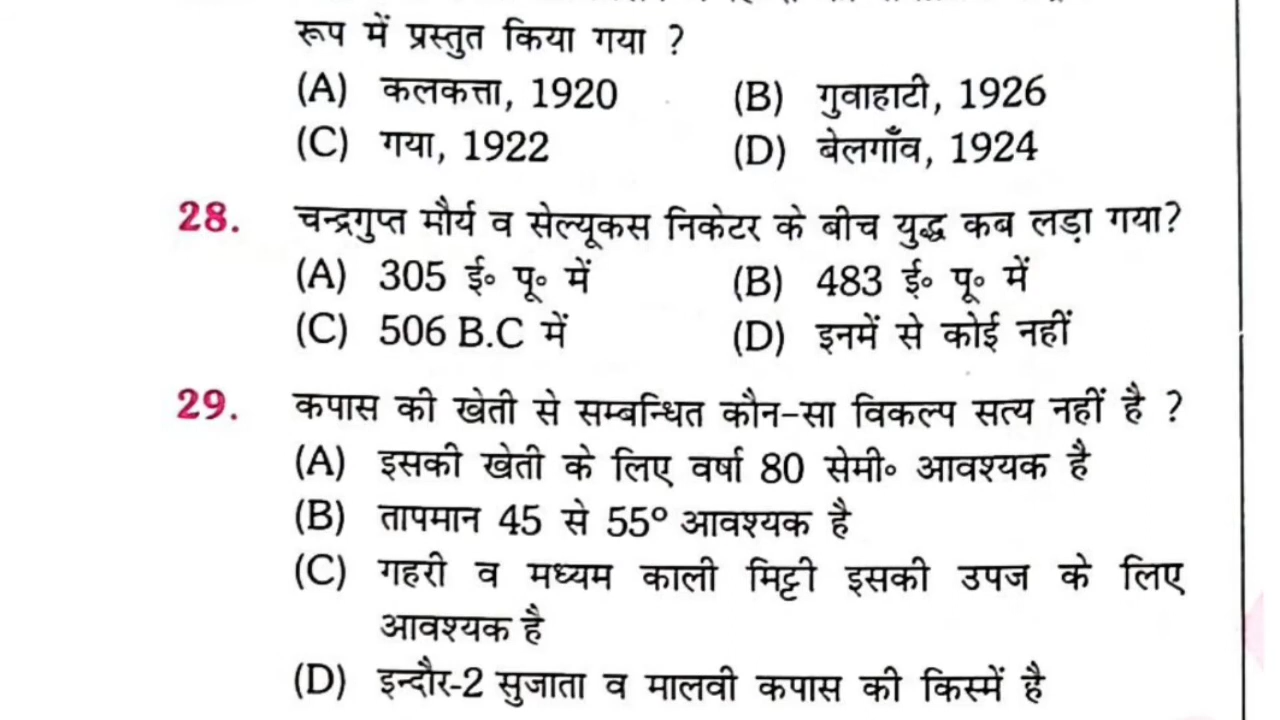 रूप में प्रस्तुत किया गया ?
(A) कलकत्ता, 1920 (B) गुवाहाटी, 1926
(C) गया, 1922 (D) बेलगाँव, 1924
28. चन्द्रगुप्त मौर्य व सेल्यूकस निकेटर के बीच युद्ध कब लड़ा गया?
(A) 305 ई॰ पू॰ में (B) 483 ई॰ पू॰ में
(C) 506 B.C में (D) इनमें से कोई नहीं
29. कपास की खेती से सम्बन्धित कौन-सा विकल्प सत्य नहीं है ?
(A) इसकी खेती के लिए वर्षा 80 सेमी॰ आवश्यक है
(B) तापमान 45 से 55° आवश्यक है
(C) गहरी व मध्यम काली मिट्टी इसकी उपज के लिए
आवश्यक है
(D) इन्दौर-2 सुजाता व मालवी कपास की किस्में है